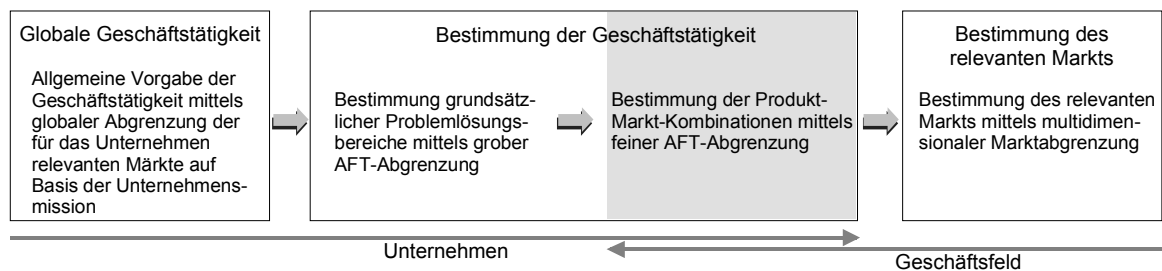 Globale Geschäftstätigkeit
Allgemeine Vorgabe der
Geschäftstätigkeit mittels
globaler Abgrenzung der
für das Unternehmen
relevanten Märkte auf
Basis der Unternehmens-
mission
Bestimmung der Geschäftstätigkeit
Bestimmung grundsätz-
licher Problemlösungs-
bereiche mittels grober
AFT-Abgrenzung
Bestimmung der Produkt-
Markt-Kombinationen mittels
feiner AFT-Abgrenzung
Bestimmung des
relevanten Markts
Bestimmung des relevanten
Markts mittels multidimen-
sionaler Marktabgrenzung
Unternehmen
Geschäftsfeld